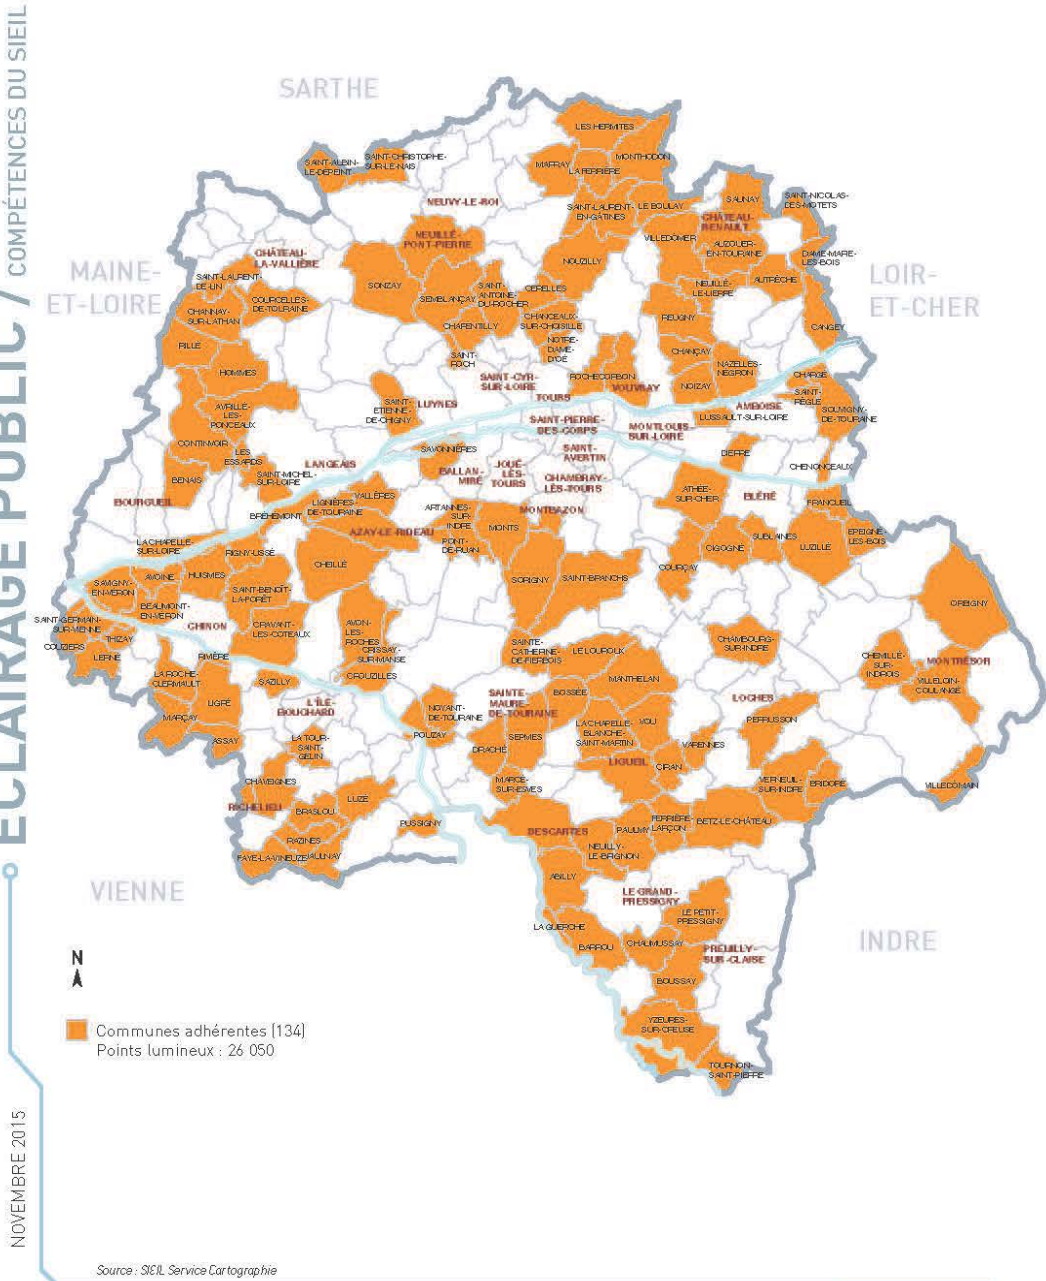 ECLAIRAGE PUBLIC / COMPÉTENCES DU SIEIL
SARTHE
MAINE-
ET-LOIRE
LOIR-
ET-CHER
VIENNE
INDRE
LES HERMITES
MONTHODON
MARRAY
LA FERRIÈRE
SAINT-AUBIN-
LE-DÉPEINT
SAINT-CHRISTOPHE-
SUR-LE-NAIS
NEUVY-LE-ROI
SAINT-LAURENT-
EN-GÂTINES
LE BOULAY
SAUNAY
SAINT-NICOLAS-
DES-MOTETS
CHÂTEAU-
RENAULT
NEUILLÉ-
PONT-PIERRE
VILLEDÔMER
AUZOUER-
EN-TOURAINE
DAME-MARIE-
LES-BOIS
CHÂTEAU-
LA-VALLIÈRE
NOUZILLY
SAINT-LAURENT-
DE-LIN
SONZAY
SEMBLANÇAY
SAINT-
ANTOINE-
DU-ROCHER
CERELLES
NEUILLÉ-
LE-LIERRE
AUTRÈCHE
COURCELLES-
DE-TOURAINE
CHANNAY-
SUR-LATHAN
CHARENTILLY
CHANCEAUX-
SUR-CHOISILLE
REUGNY
CANGEY
RILLÉ
NOTRE-
DAME-
D'OÉ
CHANÇAY
SAINT-
ROCH
HOMMES
SAINT-CYR-
SUR-LOIRE
ROCHECORBON
VOUVRAY
NAZELLES-
NÉGRON
CHARGÉ
NOIZAY
TOURS
SAINT-
RÈGLE
SAINT-
ETIENNE-
DE-CHIGNY
LUYNES
AMBOISE
LUSSAULT-SUR-LOIRE
SOUVIGNY-
DE-TOURAINE
AVRILLÉ-
LES-
PONCEAUX
SAINT-PIERRE-
DES-CORPS
MONTLOUIS-
SUR-LOIRE
CONTINVOIR
LES
ESSARDS
SAVONNIÈRES
SAINT-
AVERTIN
DIERRE
LANGEAIS
BALLAN-
MIRÉ
JOUÉ-
LÈS-
TOURS
CHENONCEAUX
BENAIS
SAINT-MICHEL-
SUR-LOIRE
CHAMBRAY-
LÈS-TOURS
ATHÉE-
SUR-CHER
BLÉRÉ
BOURGUEIL
VALLÈRES
LIGNIÈRES-
DE-TOURAINE
FRANCUEIL
BRÉHÉMONT
ARTANNES-
SUR-
INDRE
MONTBAZON
MONTS
AZAY-LE-RIDEAU
SUBLAINES
EPEIGNÉ-
LES-BOIS
LA CHAPELLE-
SUR-LOIRE
PONT-
DE-RUAN
CIGOGNÉ
LUZILLÉ
RIGNY-USSÉ
CHEILLÉ
COURÇAY
SAVIGNY-
EN-VÉRON
AVOINE
HUISMES
SORIGNY
SAINT-BRANCHS
SAINT-BENOÎT-
LA-FORÊT
ORBIGNY
BEAUMONT-
EN-VÉRON
SAINT-GERMAIN-
SUR-VIENNE
CHINON
CRAVANT-
LES-COTEAUX
AVON-
LES-
ROCHES
THIZAY
COUZIERS
LERNÉ
CRISSAY-
SUR-MANSE
SAINTE-
CATHERINE-
DE-FIERBOIS
LE LOUROUX
CHAMBOURG-
SUR-INDRE
RIVIÈRE
CHEMILLÉ-
SUR-
INDROIS
MONTRÉSOR
LA ROCHE-
CLERMAULT
SAZILLY
CROUZILLES
MANTHELAN
VILLELOIN-
COULANGÉ
BOSSÉE
LIGRÉ
L'ÎLE-
BOUCHARD
NOYANT-
DE-TOURAINE
SAINTE
MAURE-
DE-TOURAINE
LOCHES
MARÇAY
PERRUSSON
LA CHAPELLE-
BLANCHE-
SAINT-MARTIN
VOU
POUZAY
SEPMES
ASSAY
LA TOUR-
SAINT-
GELIN
DRACHÉ
VARENNES
LIGUEIL
CIRAN
CHAVEIGNES
MARCÉ-
SUR-ESVES
VERNEUIL-
SUR-INDRE
BRIDORÉ
VILLEDÔMAIN
LUZÉ
RICHELIEU
BRASLOU
FERRIÈRE-
LARÇON
BETZ-LE-CHÂTEAU
PUSSIGNY
DESCARTES
PAULMY
RAZINES
NEUILLY-
LE-BRIGNON
FAYE-LA-VINEUSE
JAULNAY
ABILLY
LE GRAND-
PRESSIGNY
LE PETIT-
PRESSIGNY
LA GUERCHE
BARROU
CHAUMUSSAY
PREUILLY-
SUR-CLAISE
BOUSSAY
YZEURES-
SUR-CREUSE
TOURNON-
SAINT-PIERRE
N
Communes adhérentes (134)
Points lumineux : 26 050
NOVEMBRE 2015
Source : SIEIL Service Cartographie